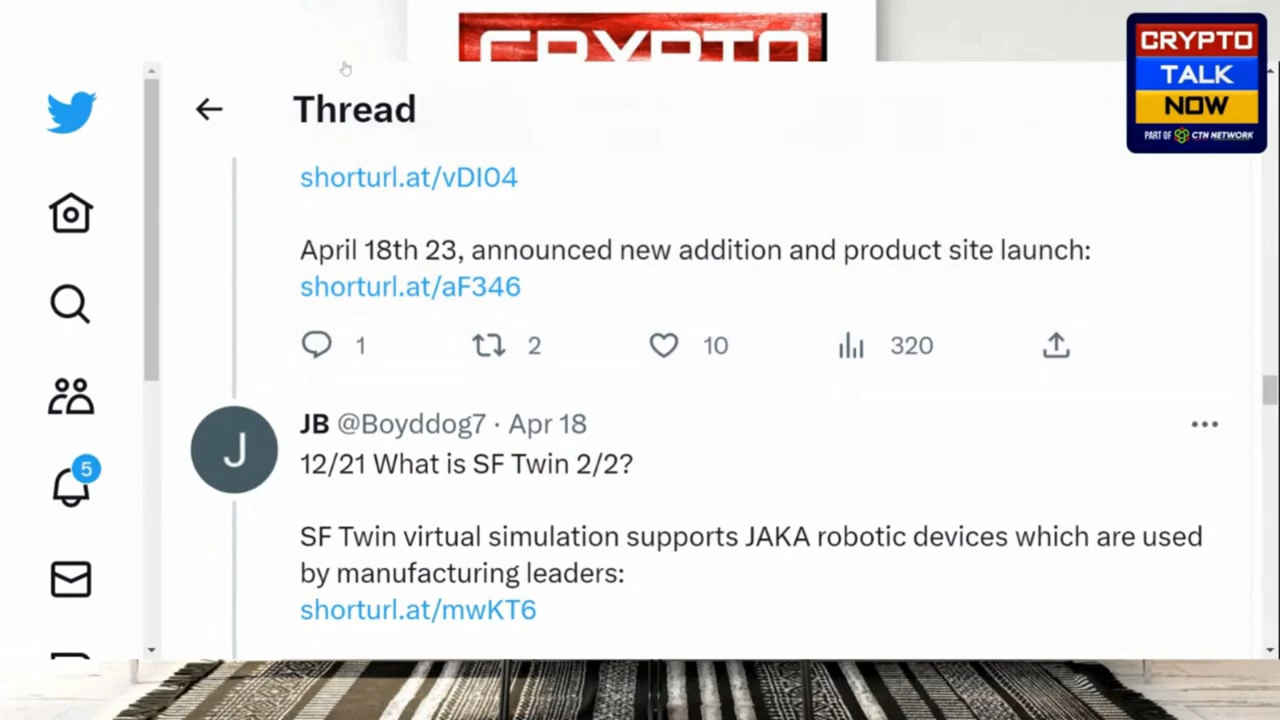 CRYPTO
CRYPTO
TALK
NOW
PART OF CTN NETWORK
Thread
shorturl.at/vDI04
April 18th 23, announced new addition and product site launch:
shorturl.at/aF346
1 2 10 320
JB @Boyddog7 · Apr 18
12/21 What is SF Twin 2/2?
5
J
SF Twin virtual simulation supports JAKA robotic devices which are used
by manufacturing leaders:
shorturl.at/mwKT6